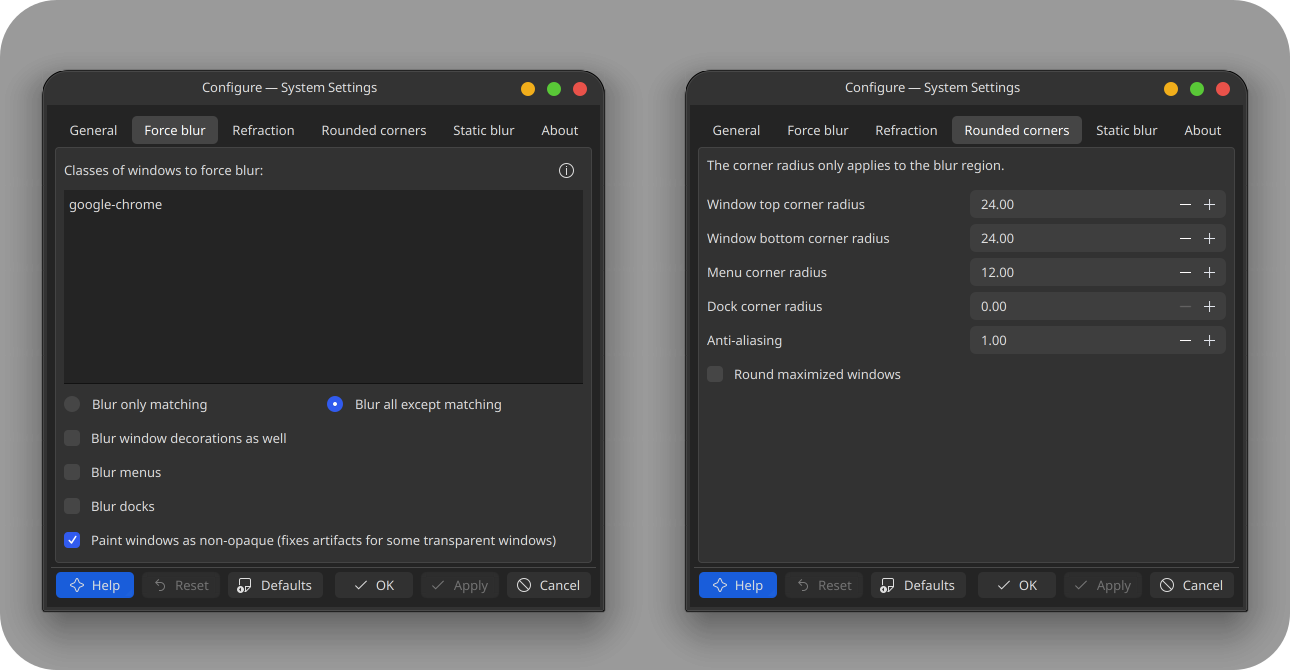 Configure — System Settings
General Force blur Refraction Rounded corners Static blur About
Classes of windows to force blur:
google-chrome
Blur only matching Blur all except matching
Blur window decorations as well
Blur menus
Blur docks
Paint windows as non-opaque (fixes artifacts for some transparent windows)
Help Reset Defaults OK Apply Cancel
Configure — System Settings
General Force blur Refraction Rounded corners Static blur About
The corner radius only applies to the blur region.
Window top corner radius 24.00
Window bottom corner radius 24.00
Menu corner radius 12.00
Dock corner radius 0.00
Anti-aliasing 1.00
Round maximized windows
Help Reset Defaults OK Apply Cancel